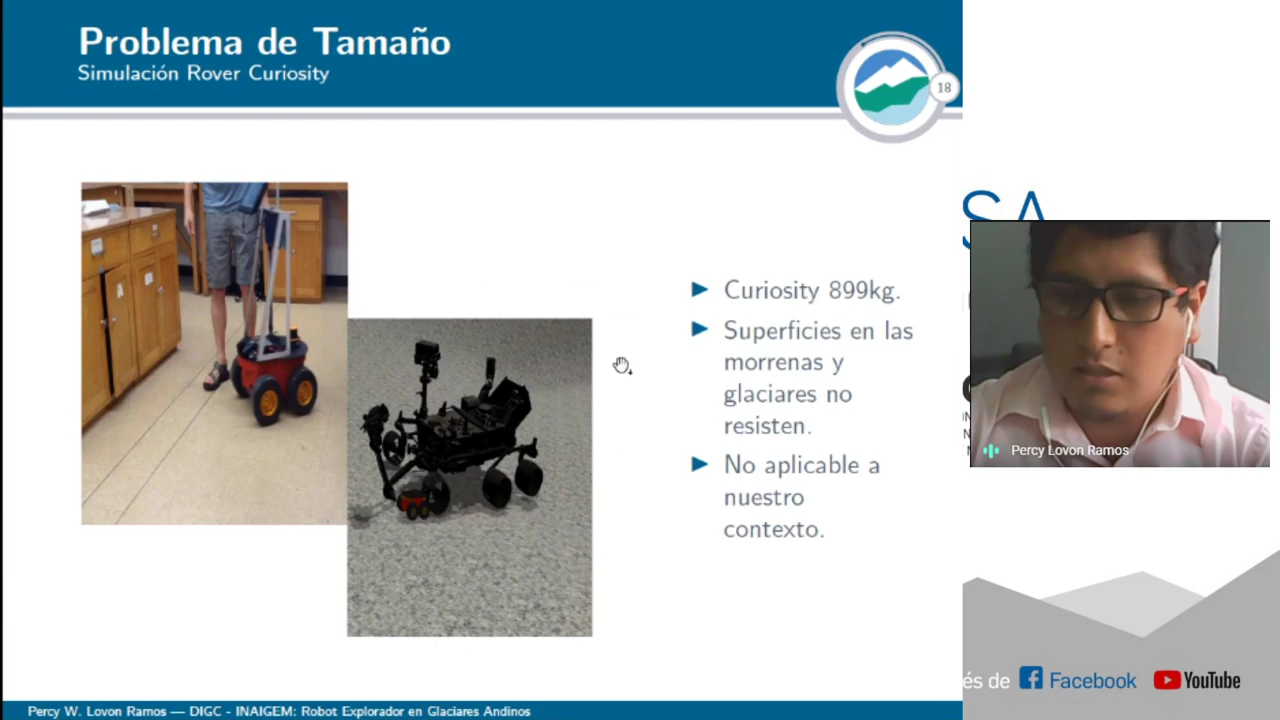 Problema de Tamaño
Simulación Rover Curiosity
18
Curiosity 899kg.
Superficies en las
morrenas y
glaciares no
resisten.
No aplicable a
nuestro
contexto.
SA
Percy Lovon Ramos
és de Facebook YouTube
Percy W. Lovon Ramos — DIGC - INAIGEM: Robot Explorador en Glaciares Andinos